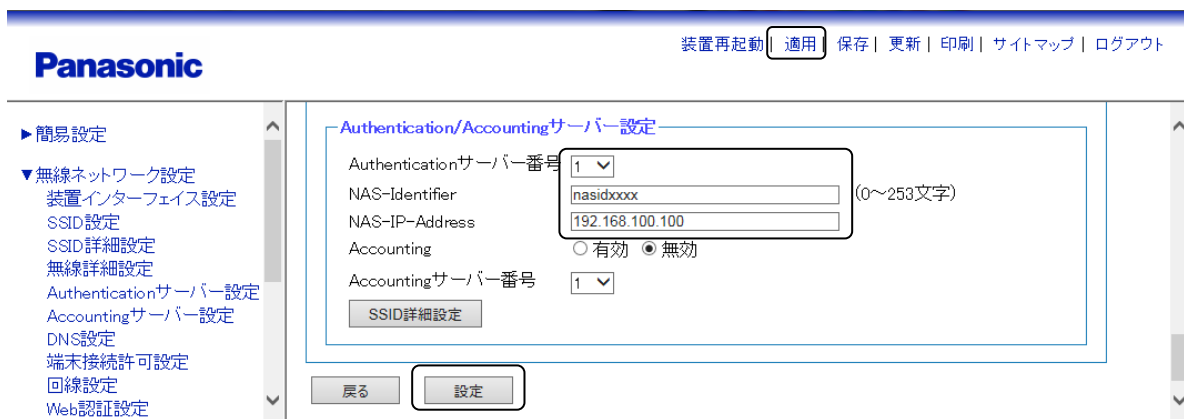 装置再起動| 適用| 保存| 更新| 印刷| サイトマップ| ログアウト
Panasonic
▶簡易設定
▼無線ネットワーク設定
装置インターフェイス設定
SSID設定
SSID詳細設定
無線詳細設定
Authenticationサーバー設定
Accountingサーバー設定
DNS設定
端末接続許可設定
回線設定
Web認証設定
Authentication/Accountingサーバー設定
Authenticationサーバー番号 1
NAS-Identifier nasidxxxx (0～253文字)
NAS-IP-Address 192.168.100.100
Accounting 有効 無効
Accountingサーバー番号 1
SSID詳細設定
戻る 設定